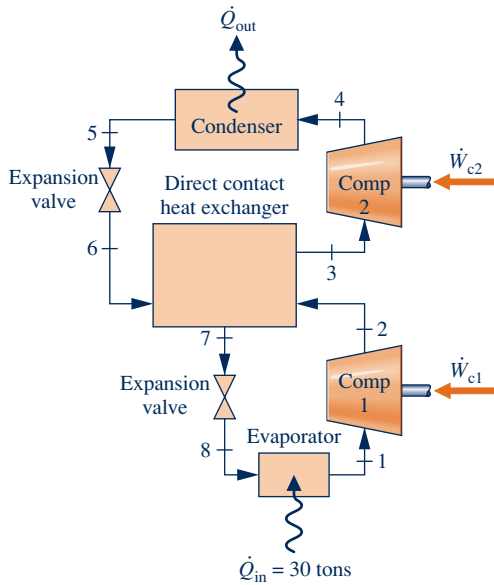 Q̇out
4
5
Condenser
Expansion
valve
Direct contact
heat exchanger
Comp
2
Ẇc2
6
3
2
7
Expansion
valve
Comp
1
Ẇc1
8
Evaporator
1
Q̇in = 30 tons